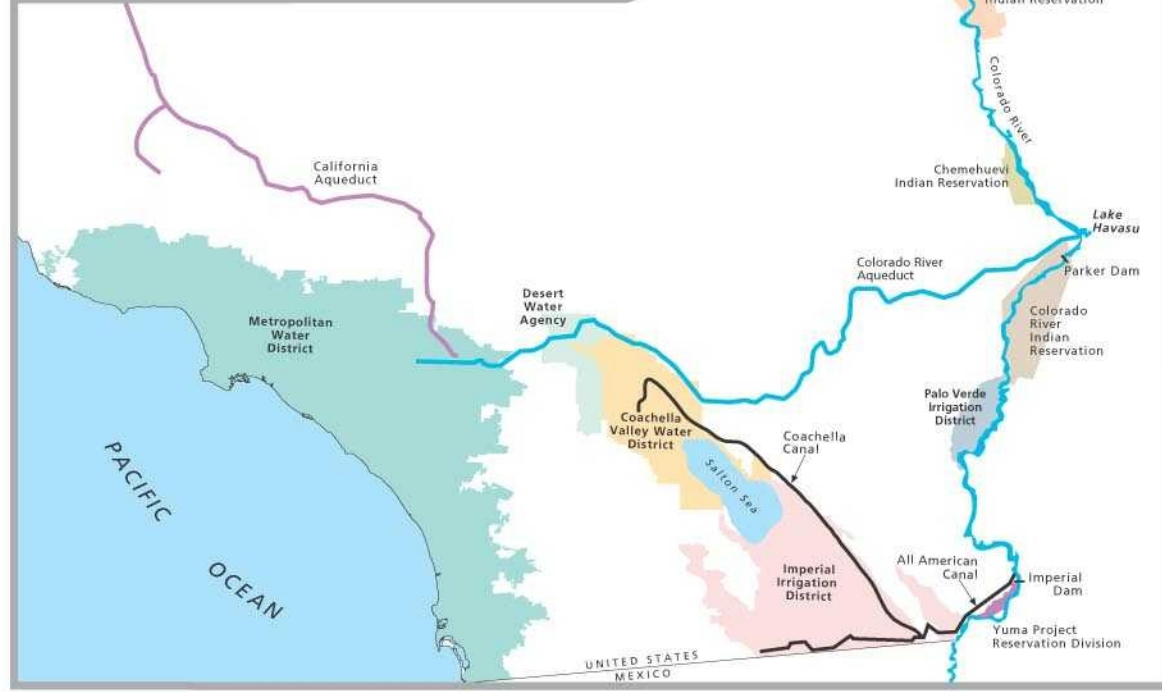 Indian Reservation
Colorado River
California
Aqueduct
Chemehuevi
Indian Reservation
Lake
Havasu
Colorado River
Aqueduct
Parker Dam
Desert
Water
Agency
Metropolitan
Water
District
Colorado
River
Indian
Reservation
Palo Verde
Irrigation
District
Coachella
Valley Water
District
Coachella
Canal
Salton Sea
PACIFIC
OCEAN
All American
Canal
Imperial
Irrigation
District
Imperial
Dam
Yuma Project
Reservation Division
UNITED STATES
MEXICO